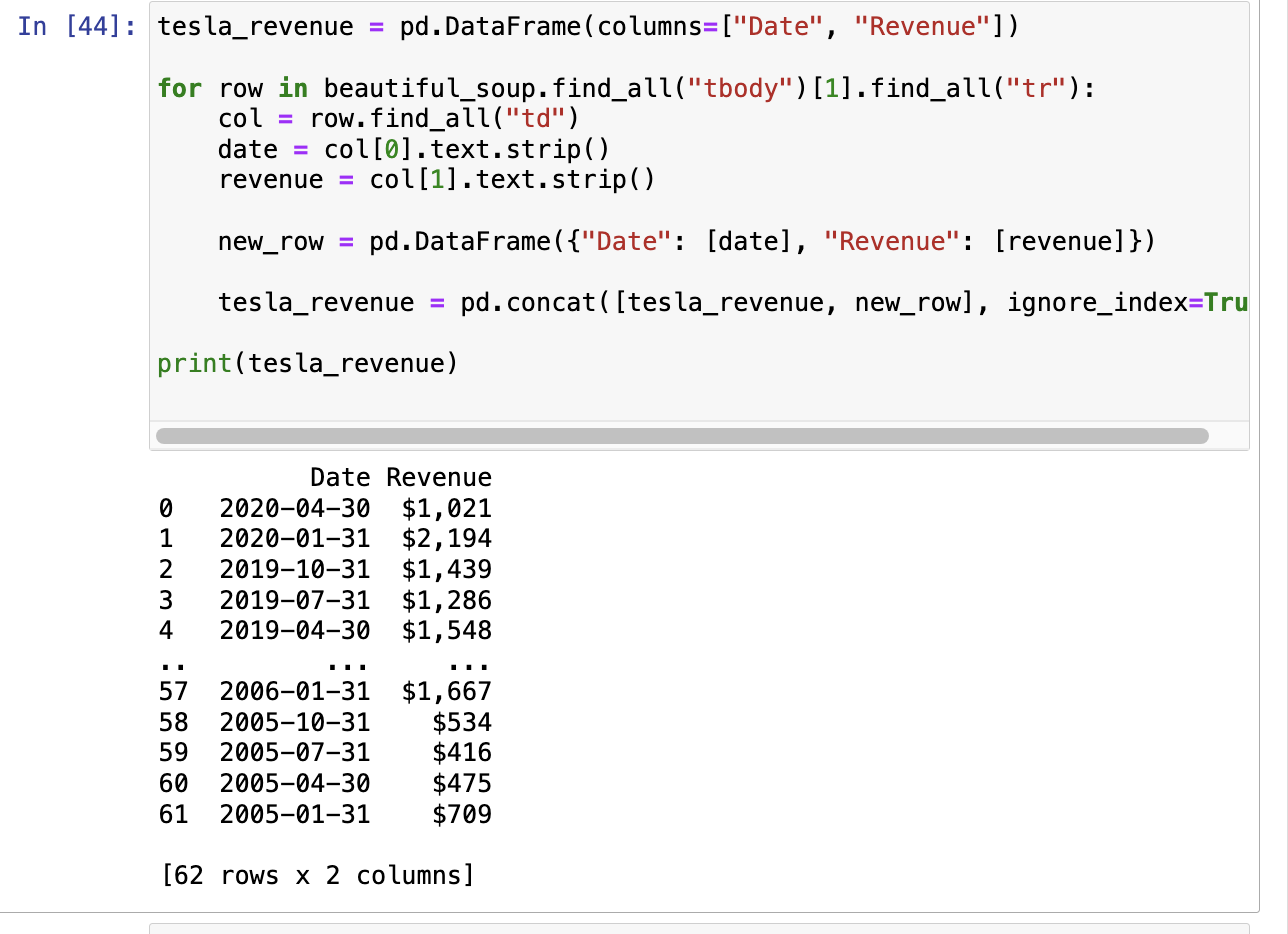 In [44]:
tesla_revenue = pd.DataFrame(columns=["Date", "Revenue"])
for row in beautiful_soup.find_all("tbody")[1].find_all("tr"):
    col = row.find_all("td")
    date = col[0].text.strip()
    revenue = col[1].text.strip()
    new_row = pd.DataFrame({"Date": [date], "Revenue": [revenue]})
    tesla_revenue = pd.concat([tesla_revenue, new_row], ignore_index=Tru
print(tesla_revenue)
          Date Revenue
0   2020-04-30  $1,021
1   2020-01-31  $2,194
2   2019-10-31  $1,439
3   2019-07-31  $1,286
4   2019-04-30  $1,548
..         ...     ...
57  2006-01-31  $1,667
58  2005-10-31    $534
59  2005-07-31    $416
60  2005-04-30    $475
61  2005-01-31    $709
[62 rows x 2 columns]